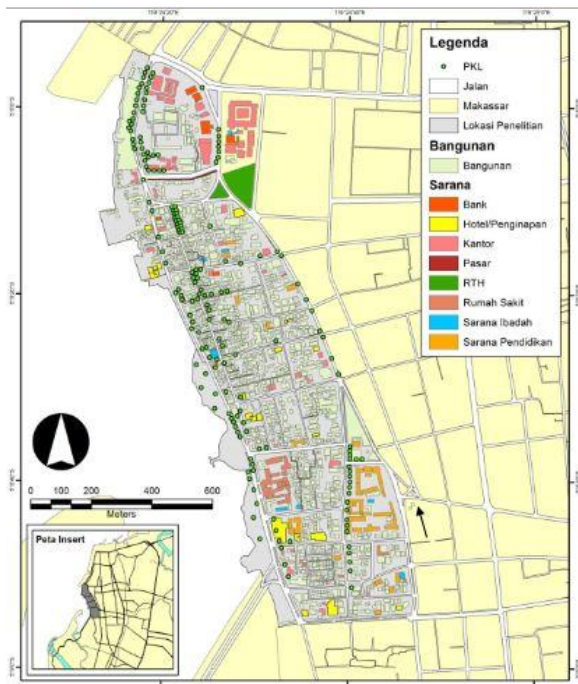 Legenda
PKL
Jalan
Makassar
Lokasi Penelitian
Bangunan
Bangunan
Sarana
Bank
Hotel/Penginapan
Kantor
Pasar
RTH
Rumah Sakit
Sarana Ibadah
Sarana Pendidikan
0 100 200 400 600
Meters
Peta Insert